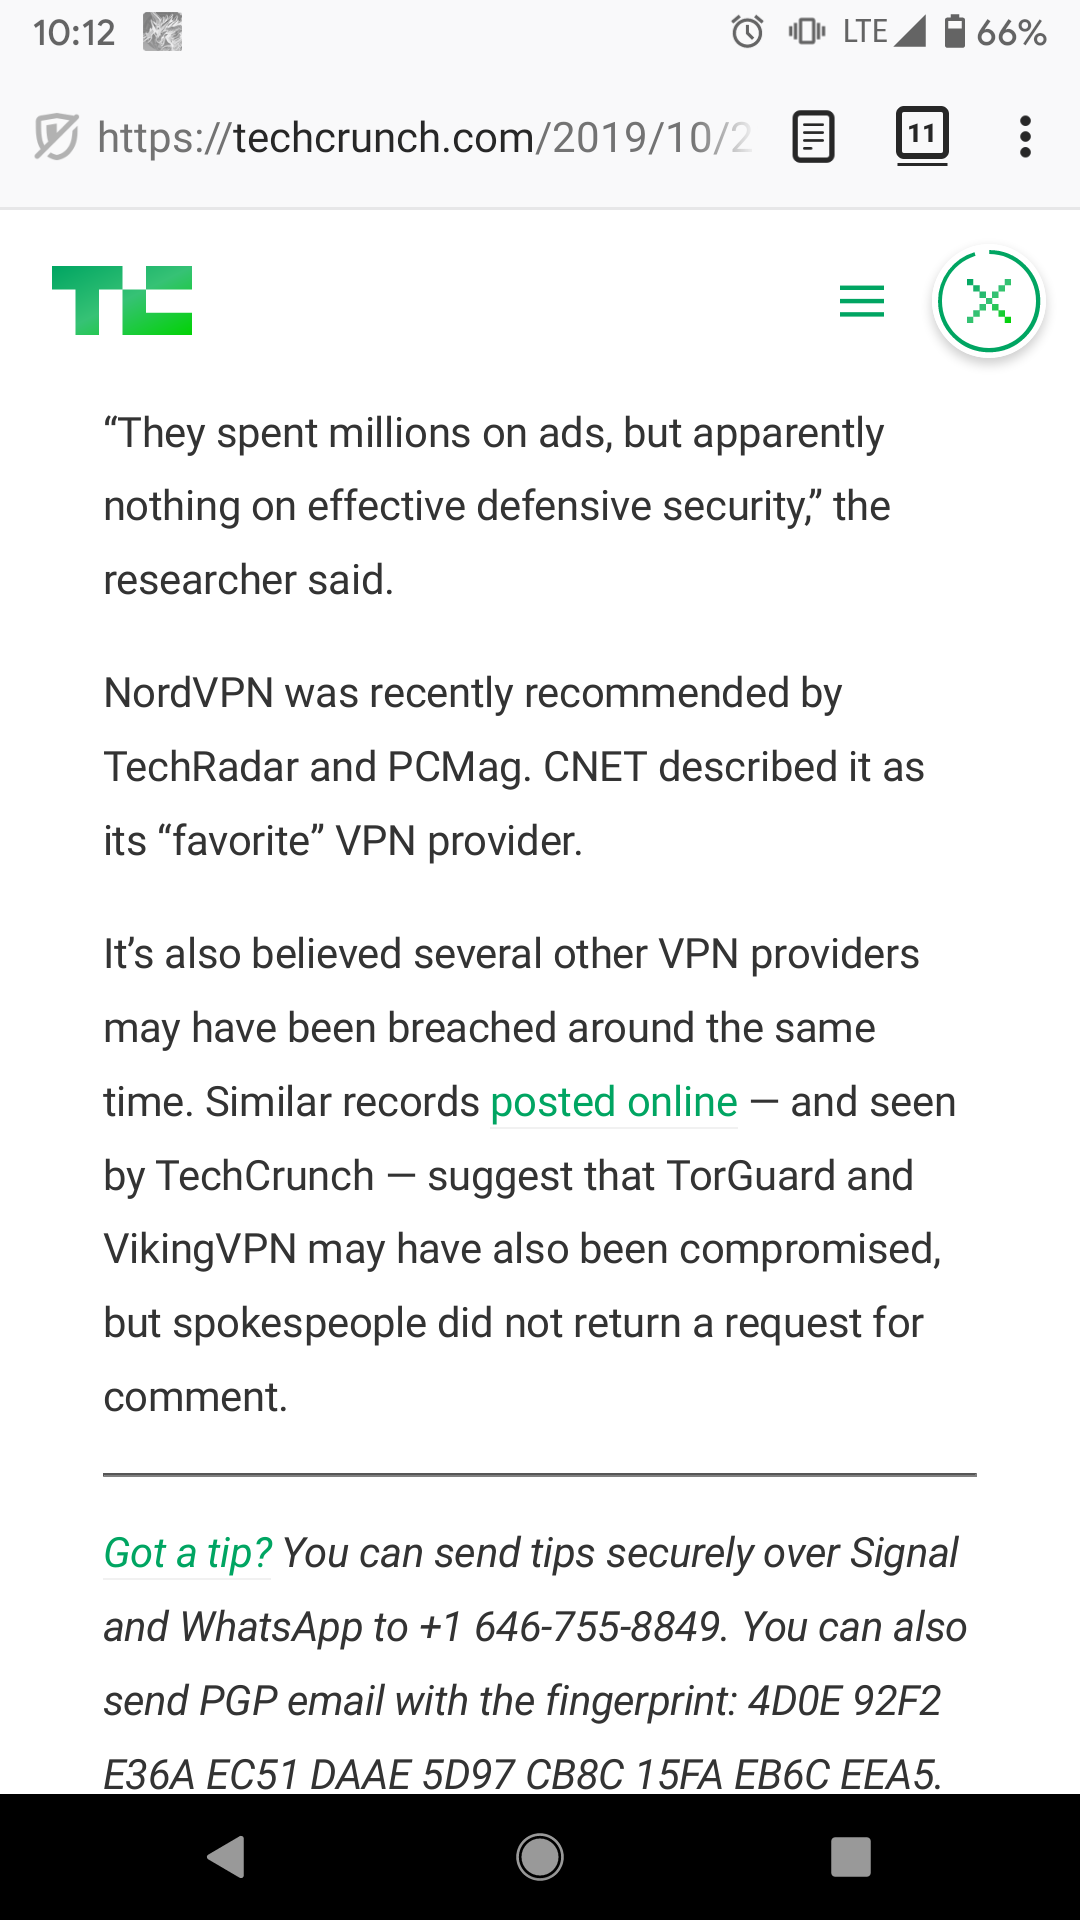 10:12 LTE 66%
https://techcrunch.com/2019/10/2 11
TC
“They spent millions on ads, but apparently
nothing on effective defensive security,” the
researcher said.
NordVPN was recently recommended by
TechRadar and PCMag. CNET described it as
its “favorite” VPN provider.
It’s also believed several other VPN providers
may have been breached around the same
time. Similar records posted online — and seen
by TechCrunch — suggest that TorGuard and
VikingVPN may have also been compromised,
but spokespeople did not return a request for
comment.
Got a tip? You can send tips securely over Signal
and WhatsApp to +1 646-755-8849. You can also
send PGP email with the fingerprint: 4D0E 92F2
E36A EC51 DAAE 5D97 CB8C 15FA EB6C EEA5.